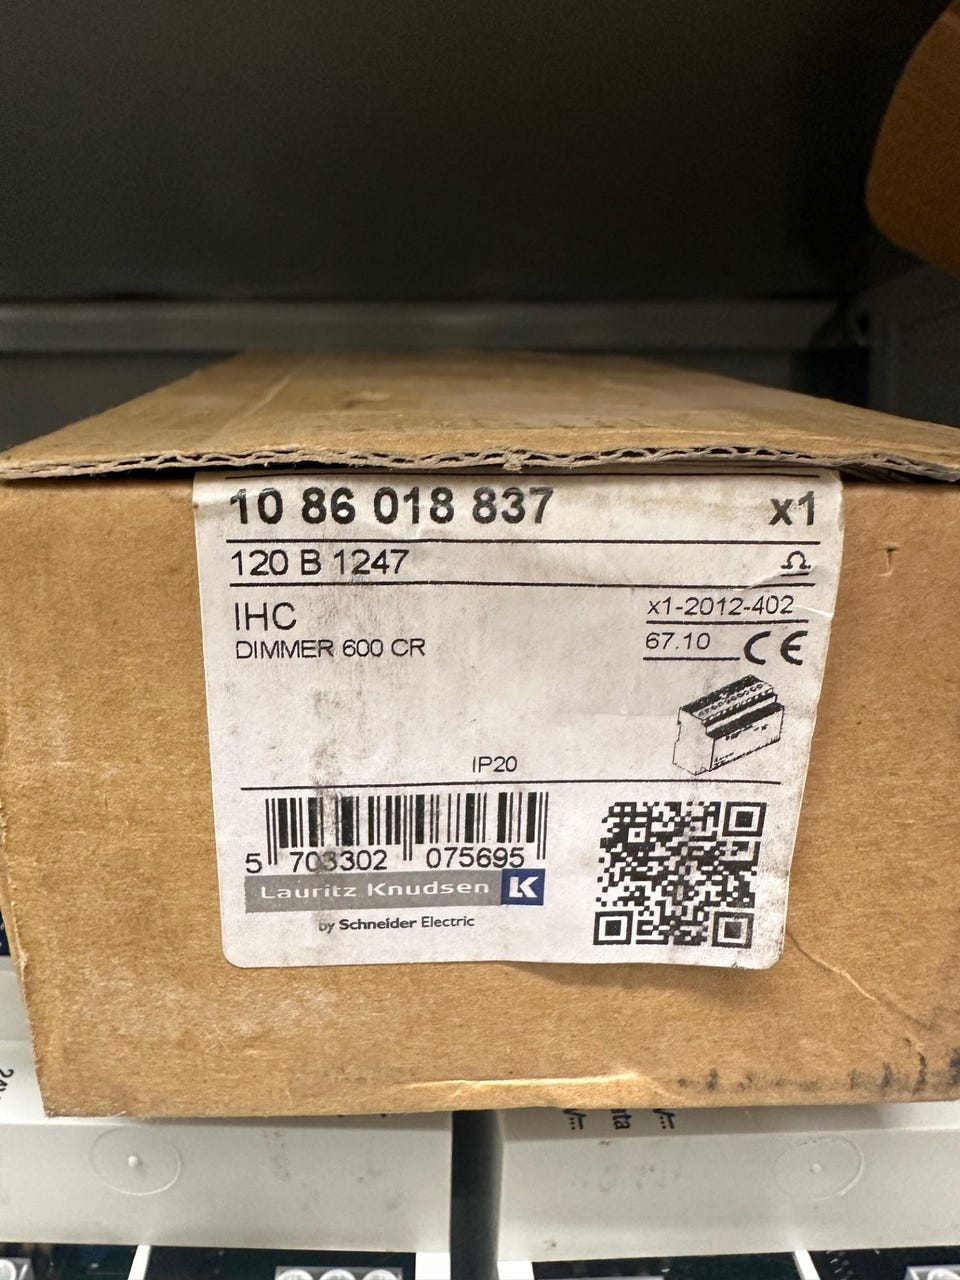 10 86 018 837 x1
120 B 1247
IHC x1-2012-402
DIMMER 600 CR 67.10 CE
IP20
5 703302 075695
Lauritz Knudsen LK
by Schneider Electric